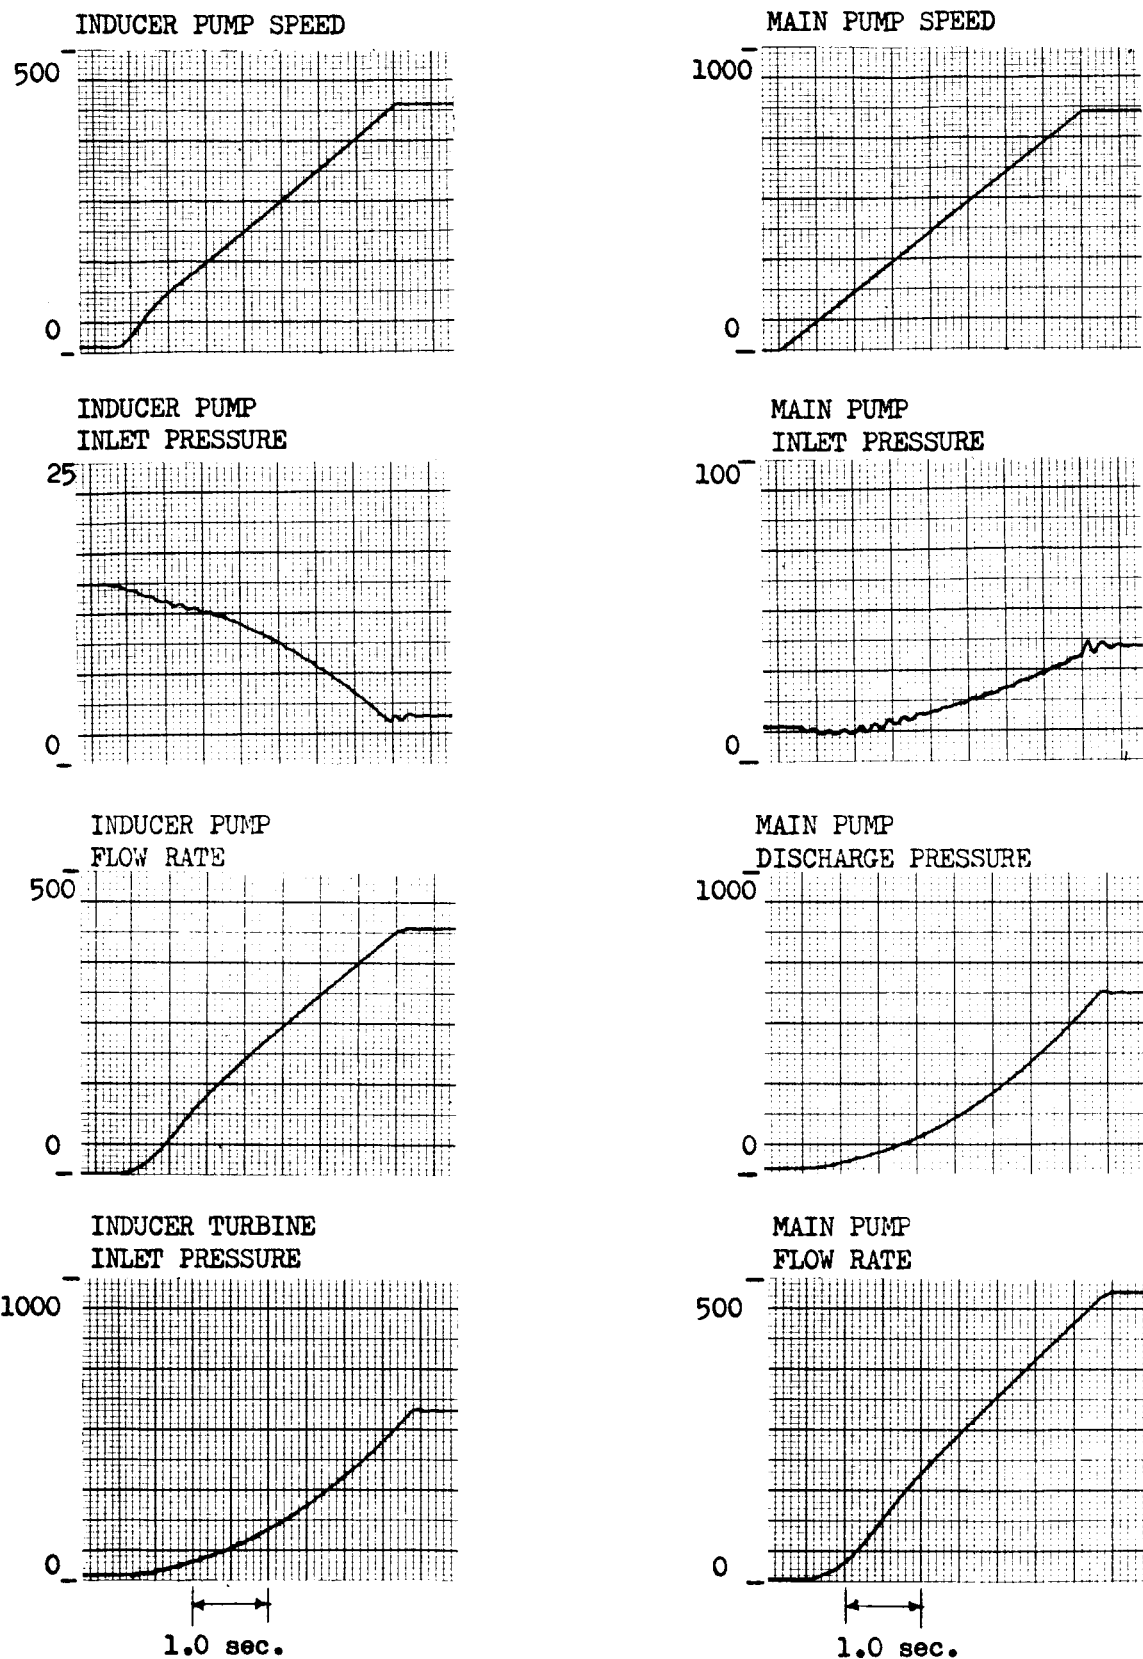 INDUCER PUMP SPEED
500
0
MAIN PUMP SPEED
1000
0
INDUCER PUMP
INLET PRESSURE
25
0
MAIN PUMP
INLET PRESSURE
100
0
INDUCER PUMP
FLOW RATE
500
0
MAIN PUMP
DISCHARGE PRESSURE
1000
0
INDUCER TURBINE
INLET PRESSURE
1000
0
1.0 sec.
MAIN PUMP
FLOW RATE
500
0
1.0 sec.